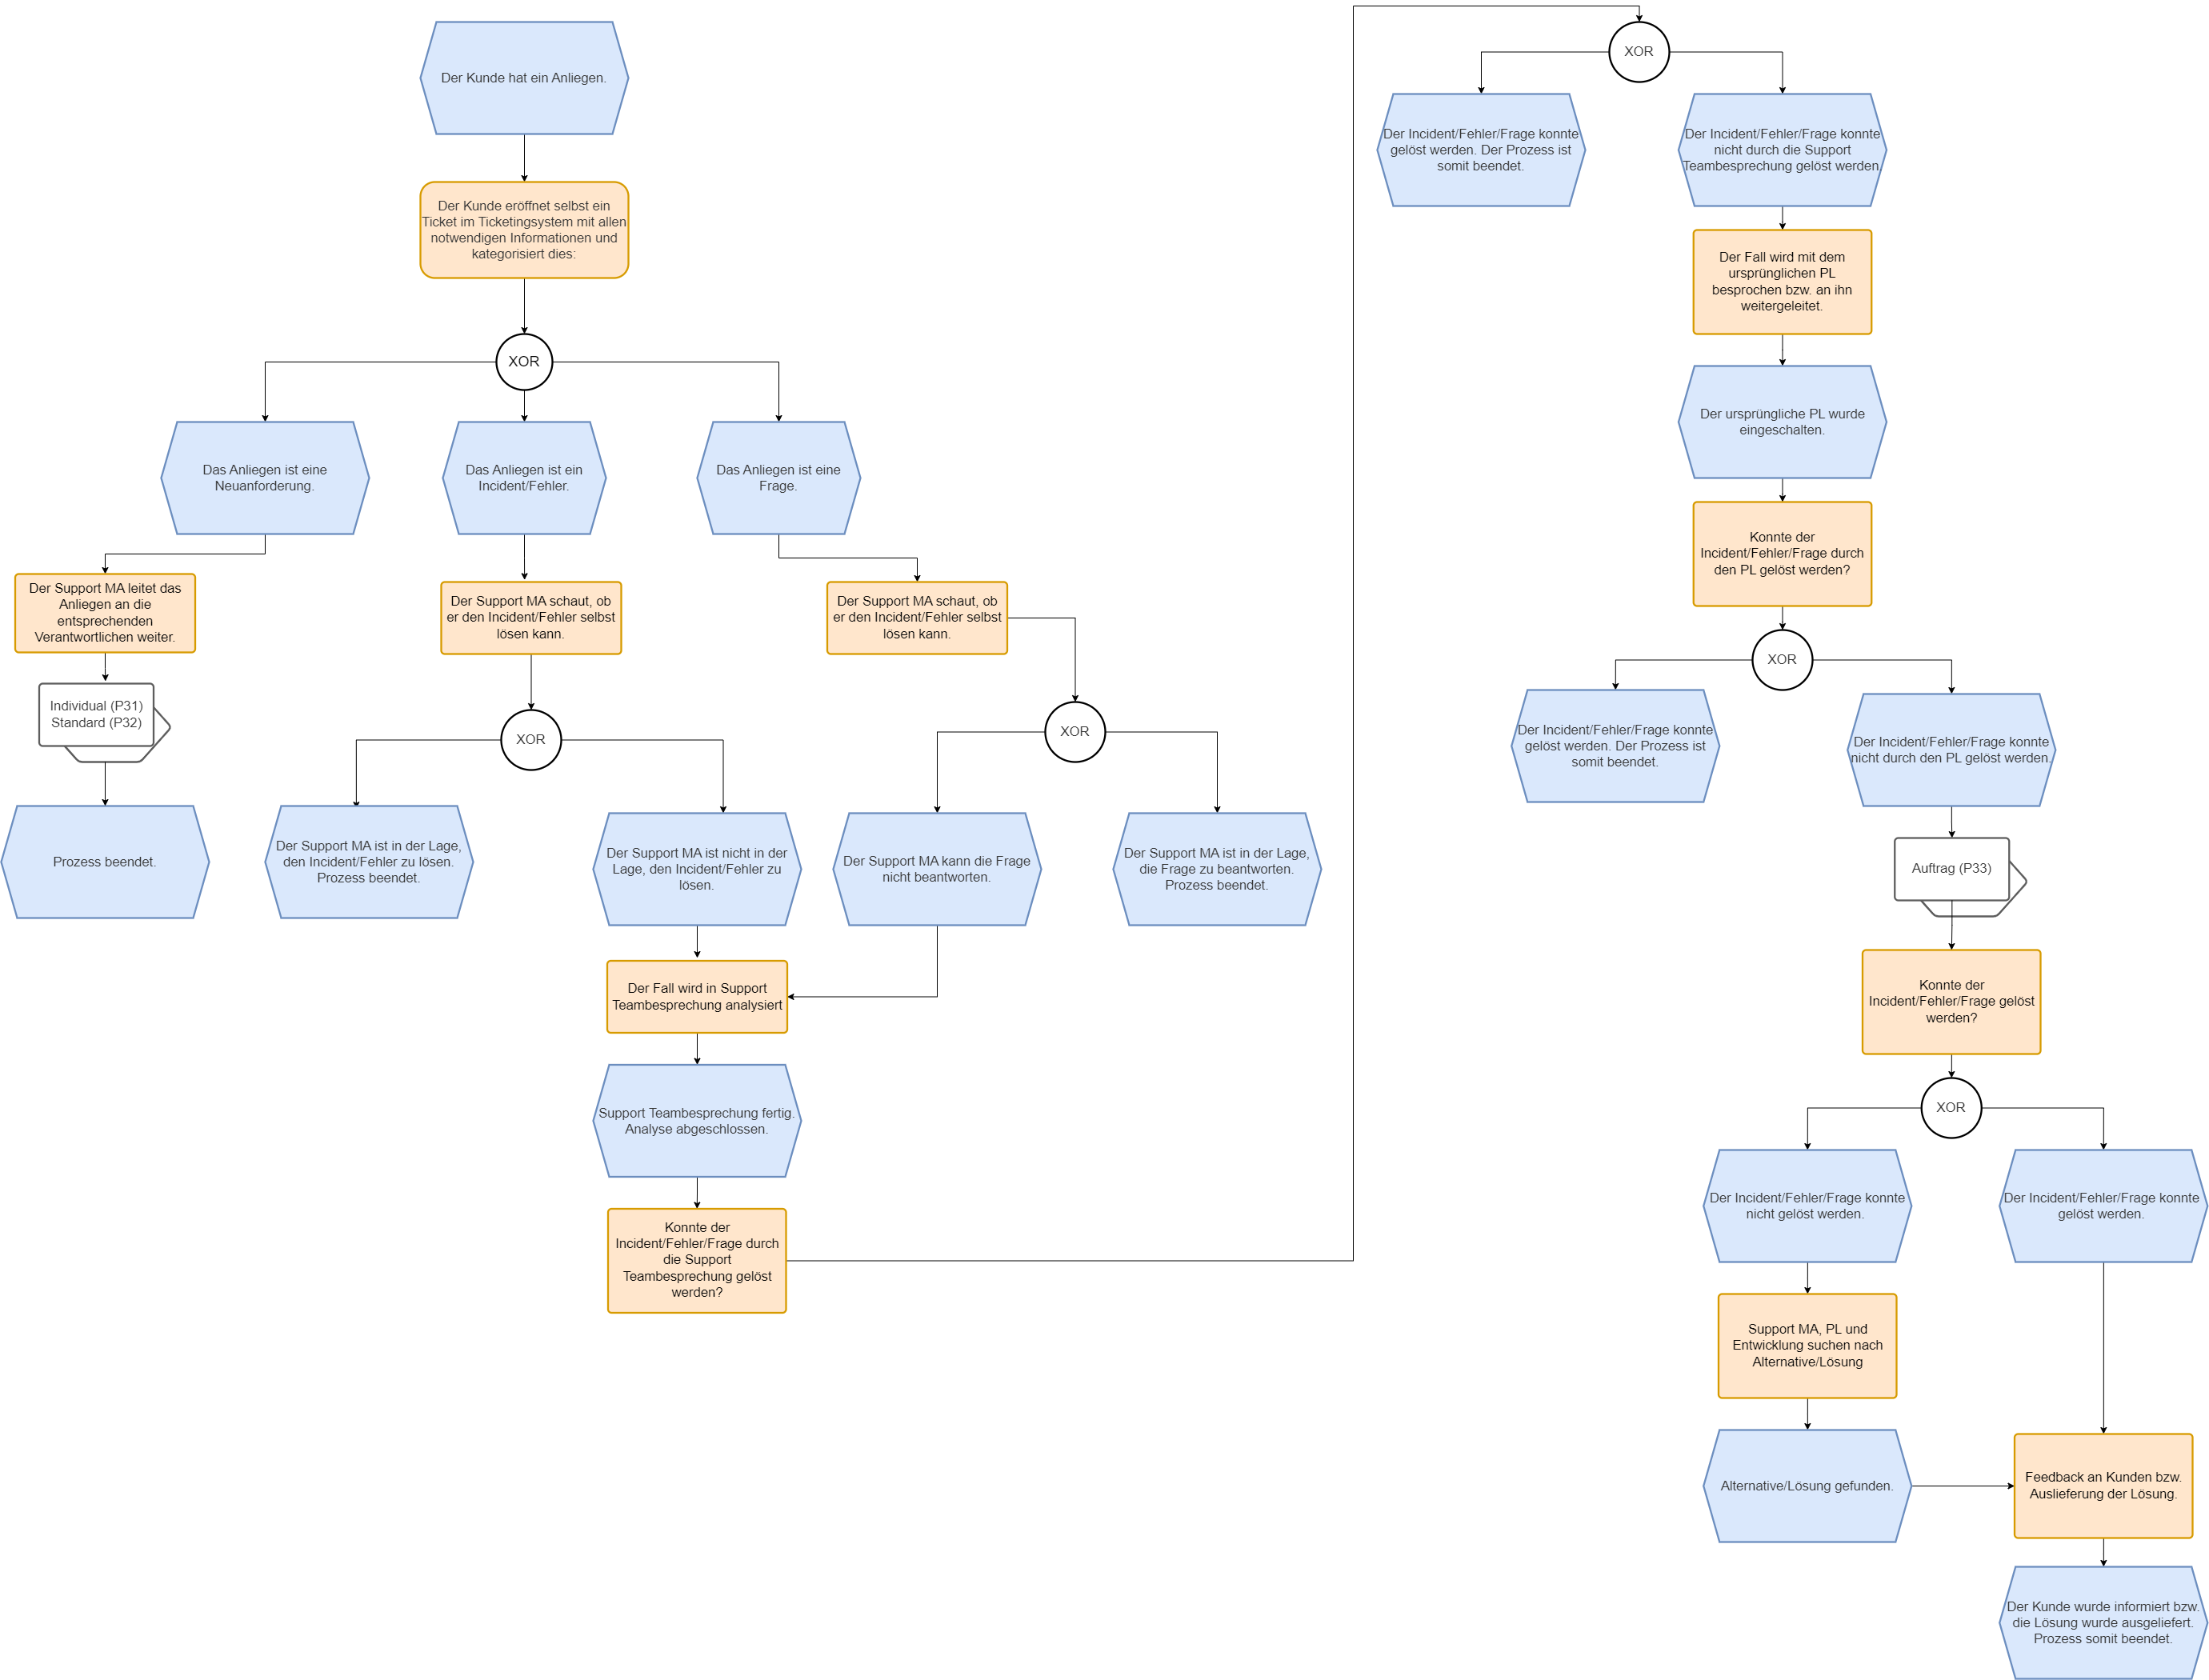 Der Kunde hat ein Anliegen.
Der Kunde eröffnet selbst ein
Ticket im Ticketingsystem mit allen
notwendigen Informationen und
kategorisiert dies:
XOR
Das Anliegen ist eine
Neuanforderung.
Das Anliegen ist ein
Incident/Fehler.
Das Anliegen ist eine
Frage.
Der Support MA leitet das
Anliegen an die
entsprechenden
Verantwortlichen weiter.
Der Support MA schaut, ob
er den Incident/Fehler selbst
lösen kann.
Der Support MA schaut, ob
er den Incident/Fehler selbst
lösen kann.
Individual (P31)
Standard (P32)
XOR
XOR
Prozess beendet.
Der Support MA ist in der Lage,
den Incident/Fehler zu lösen.
Prozess beendet.
Der Support MA ist nicht in der
Lage, den Incident/Fehler zu
lösen.
Der Support MA kann die Frage
nicht beantworten.
Der Support MA ist in der Lage,
die Frage zu beantworten.
Prozess beendet.
Der Fall wird in Support
Teambesprechung analysiert
Support Teambesprechung fertig.
Analyse abgeschlossen.
Konnte der
Incident/Fehler/Frage durch
die Support
Teambesprechung gelöst
werden?
XOR
Der Incident/Fehler/Frage konnte
gelöst werden. Der Prozess ist
somit beendet.
Der Incident/Fehler/Frage konnte
nicht durch die Support
Teambesprechung gelöst werden.
Der Fall wird mit dem
ursprünglichen PL
besprochen bzw. an ihn
weitergeleitet.
Der ursprüngliche PL wurde
eingeschalten.
Konnte der
Incident/Fehler/Frage durch
den PL gelöst werden?
XOR
Der Incident/Fehler/Frage konnte
gelöst werden. Der Prozess ist
somit beendet.
Der Incident/Fehler/Frage konnte
nicht durch den PL gelöst werden.
Auftrag (P33)
Konnte der
Incident/Fehler/Frage gelöst
werden?
XOR
Der Incident/Fehler/Frage konnte
nicht gelöst werden.
Der Incident/Fehler/Frage konnte
gelöst werden.
Support MA, PL und
Entwicklung suchen nach
Alternative/Lösung
Alternative/Lösung gefunden.
Feedback an Kunden bzw.
Auslieferung der Lösung.
Der Kunde wurde informiert bzw.
die Lösung wurde ausgeliefert.
Prozess somit beendet.